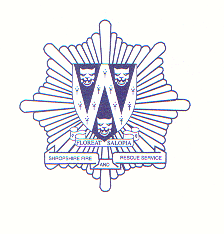 FLOREAT SALOPIA
SHROPSHIRE FIRE AND RESCUE SERVICE